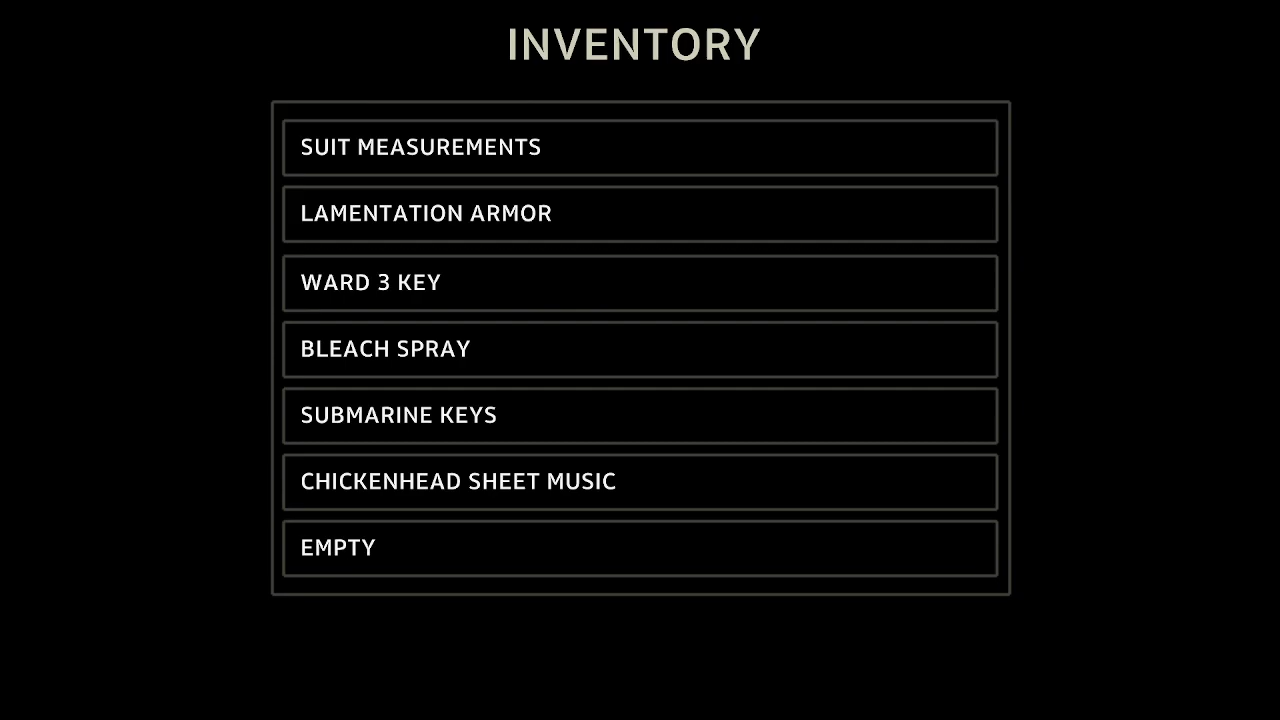 INVENTORY
SUIT MEASUREMENTS
LAMENTATION ARMOR
WARD 3 KEY
BLEACH SPRAY
SUBMARINE KEYS
CHICKENHEAD SHEET MUSIC
EMPTY